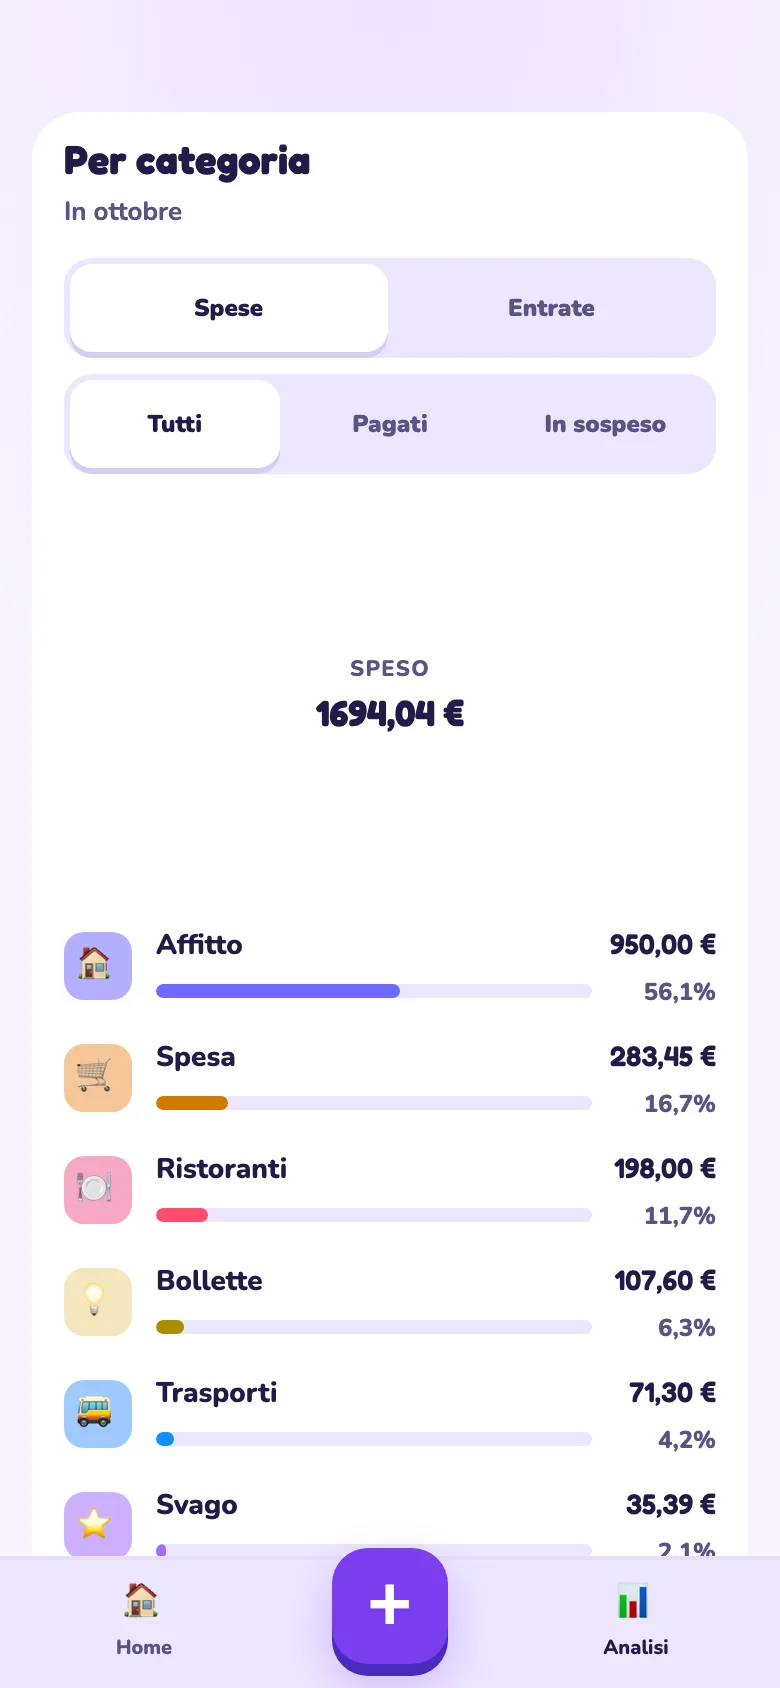 Per categoria
In ottobre
Spese Entrate
Tutti Pagati In sospeso
SPESO
1694,04 €
Affitto 950,00 €
56,1%
Spesa 283,45 €
16,7%
Ristoranti 198,00 €
11,7%
Bollette 107,60 €
6,3%
Trasporti 71,30 €
4,2%
Svago 35,39 €
2,1%
Home Analisi